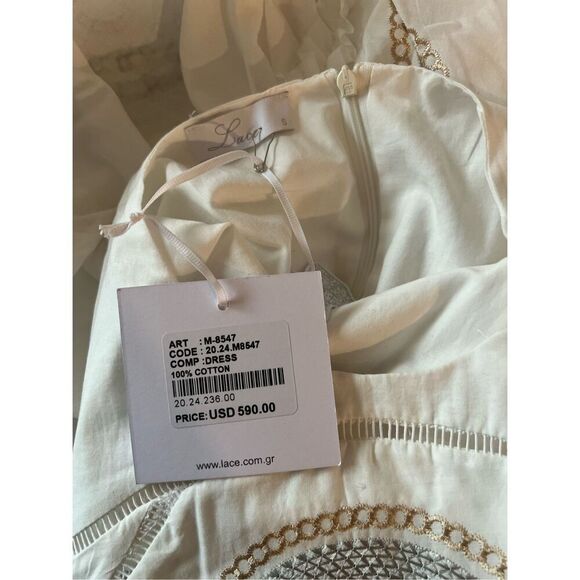 Lace
S
ART : M-8547
CODE : 20.24.M8547
COMP :DRESS
100% COTTON
20.24.236.00
PRICE: USD 590.00
www.lace.com.gr